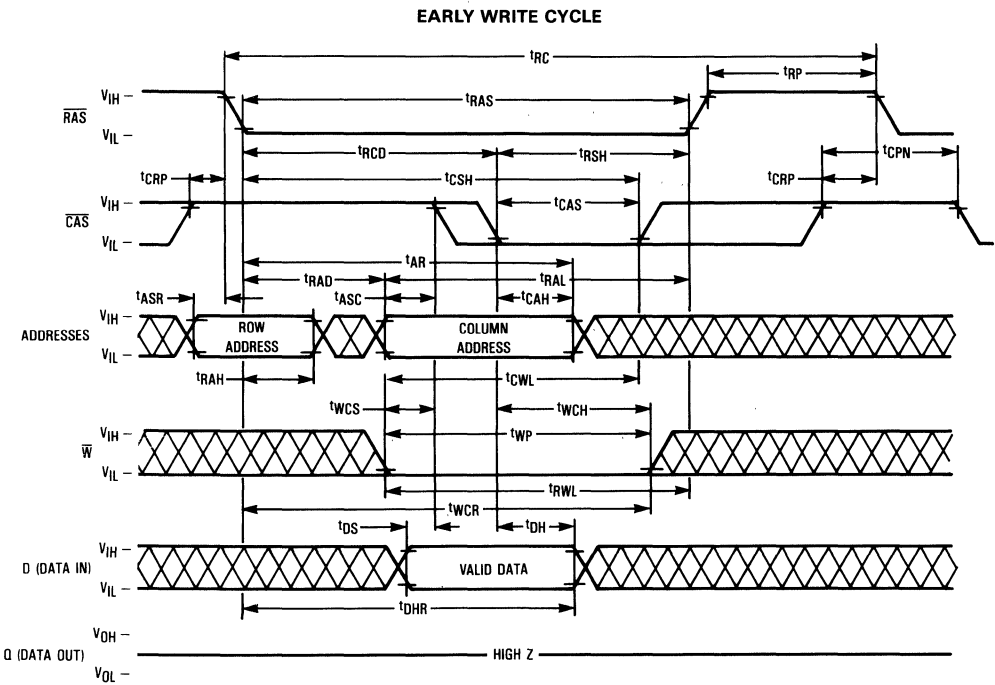 EARLY WRITE CYCLE
tRC
tRP
VIH
RAS
VIL
tRAS
tRCD
tRSH
tCPN
tCRP
tCSH
tCRP
VIH
CAS
VIL
tCAS
tAR
tRAD
tRAL
tASR
tASC
tCAH
VIH
ADDRESSES
VIL
ROW
ADDRESS
COLUMN
ADDRESS
tRAH
tCWL
tWCS
tWCH
VIH
W
VIL
tWP
tRWL
tWCR
tDS
tDH
VIH
D (DATA IN)
VIL
VALID DATA
tDHR
VOH
Q (DATA OUT)
HIGH Z
VOL